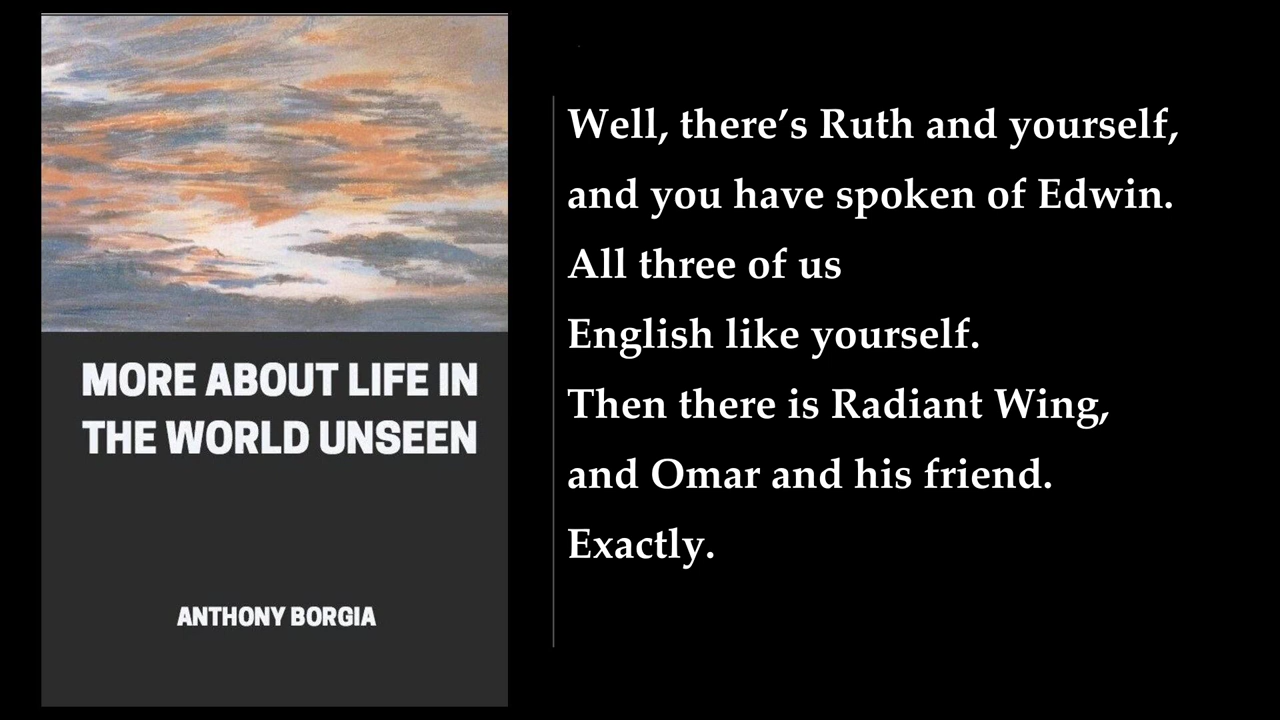 MORE ABOUT LIFE IN
THE WORLD UNSEEN
ANTHONY BORGIA
Well, there’s Ruth and yourself,
and you have spoken of Edwin.
All three of us
English like yourself.
Then there is Radiant Wing,
and Omar and his friend.
Exactly.